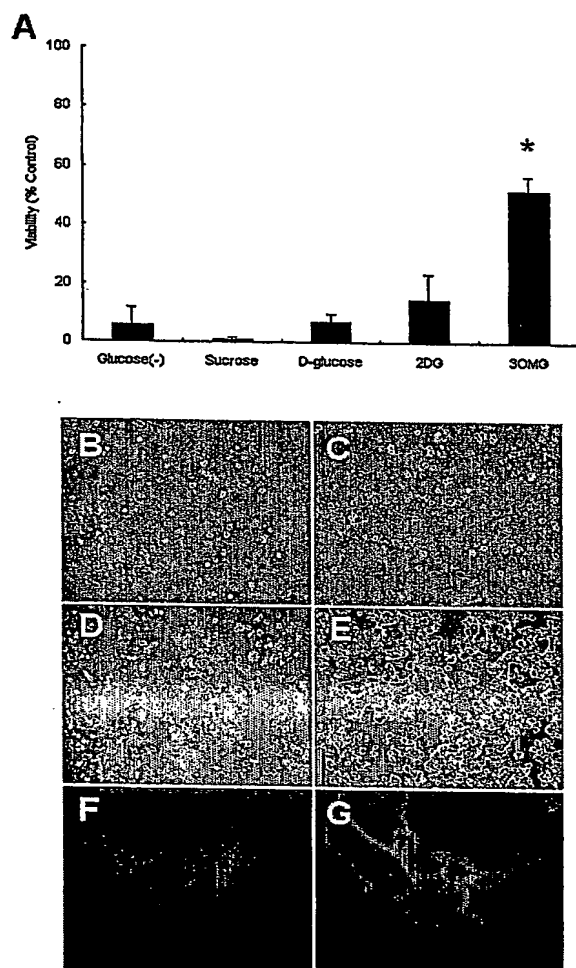 A
100
80
60
40
20
0
Viability (% Control)
*
Glucose(-) Sucrose D-glucose 2DG 3OMG
B C
D E
F G